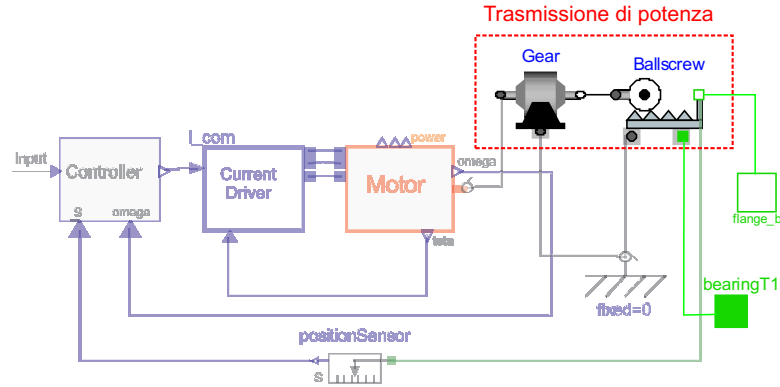 Trasmissione di potenza
Gear
Ballscrew
I_com
power
Input
Controller
Current
Driver
Motor
omega
S
omega
teta
flange_b
bearingT1
fixed=0
positionSensor
S